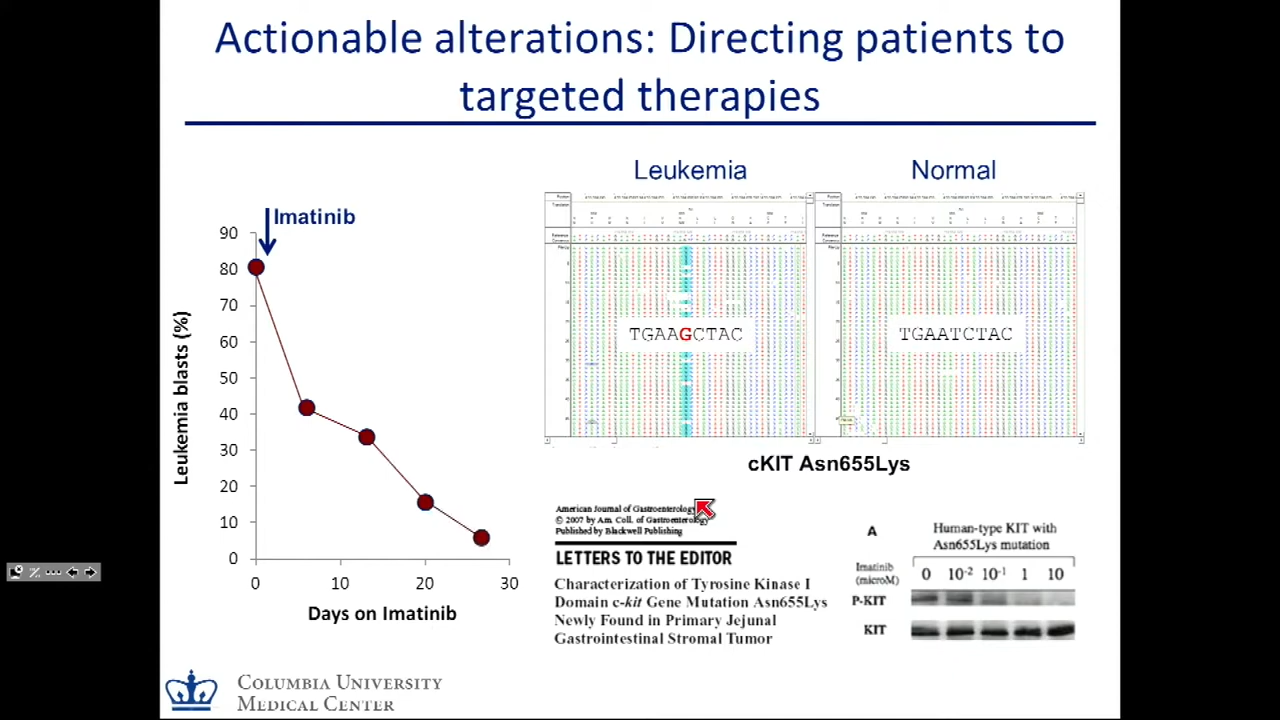 Actionable alterations: Directing patients to
targeted therapies
Leukemia
Normal
Imatinib
90
80
70
60
50
40
30
20
10
0
Leukemia blasts (%)
0
10
20
30
Days on Imatinib
TGAAGCTAC
TGAATCTAC
cKIT Asn655Lys
American Journal of Gastroenterology
© 2007 by Am. Coll. of Gastroenterology
Published by Blackwell Publishing
LETTERS TO THE EDITOR
Characterization of Tyrosine Kinase I
Domain c-kit Gene Mutation Asn655Lys
Newly Found in Primary Jejunal
Gastrointestinal Stromal Tumor
A
Human-type KIT with
Asn655Lys mutation
Imatinib
(microM)
0 10-2 10-1 1 10
P-KIT
KIT
COLUMBIA UNIVERSITY
MEDICAL CENTER